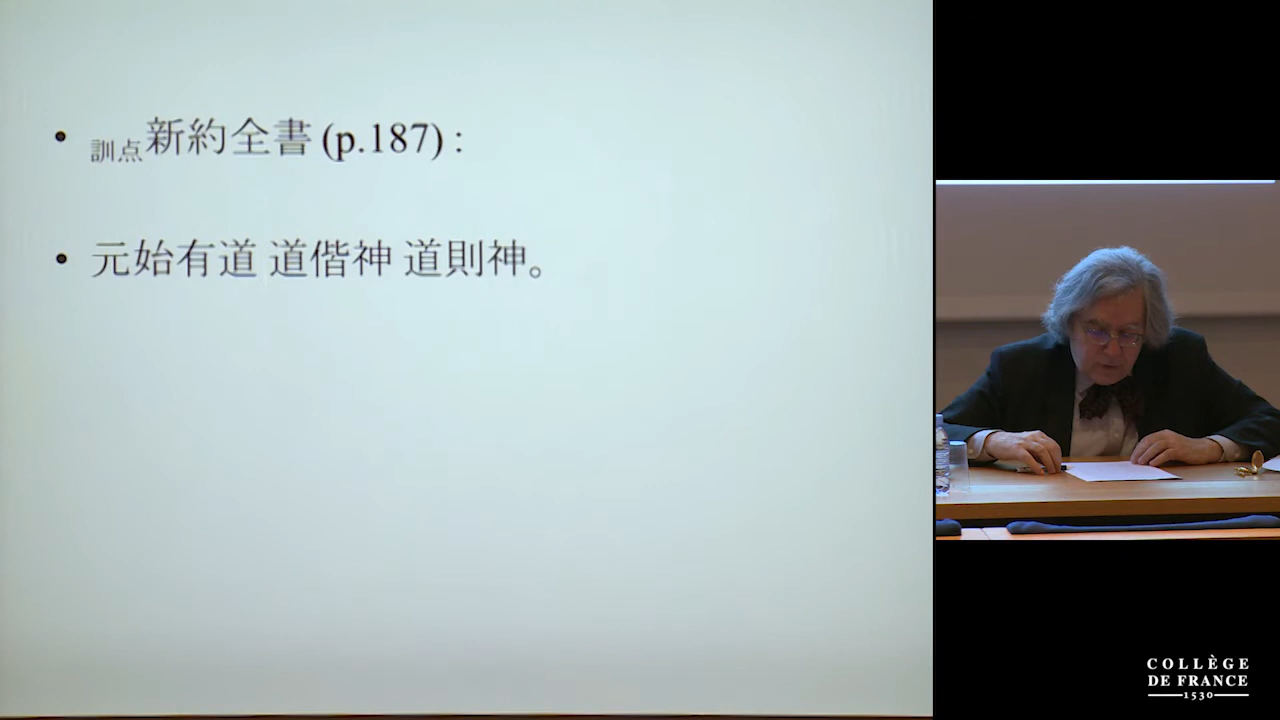 • 訓点新約全書 (p.187) :
• 元始有道 道偕神 道則神。
COLLÈGE
DE FRANCE
1530